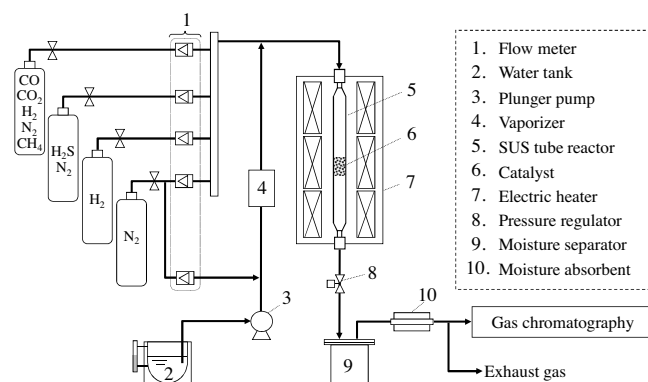 1
CO
CO2
H2
N2
CH4
H2S
N2
H2
N2
4
3
2
5
6
7
8
9
10
Gas chromatography
Exhaust gas
1. Flow meter
2. Water tank
3. Plunger pump
4. Vaporizer
5. SUS tube reactor
6. Catalyst
7. Electric heater
8. Pressure regulator
9. Moisture separator
10. Moisture absorbent